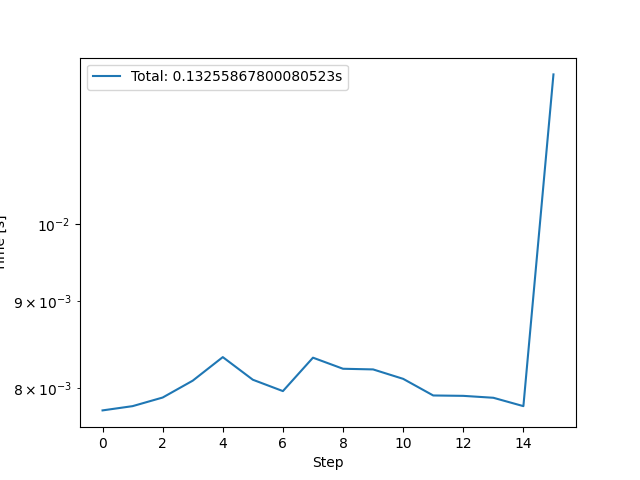 Total: 0.13255867800080523s
10⁻²
9 × 10⁻³
8 × 10⁻³
Time [s]
0 2 4 6 8 10 12 14
Step